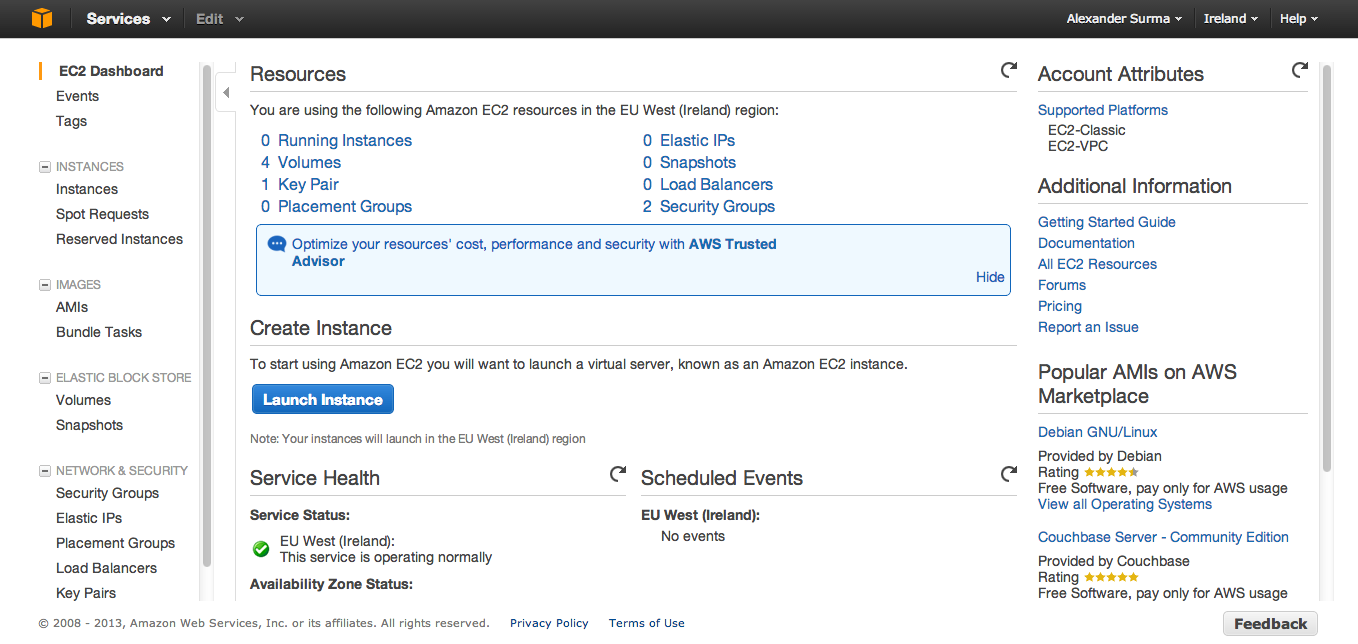 Services Edit Alexander Surma Ireland Help
EC2 Dashboard
Events
Tags
INSTANCES
Instances
Spot Requests
Reserved Instances
IMAGES
AMIs
Bundle Tasks
ELASTIC BLOCK STORE
Volumes
Snapshots
NETWORK & SECURITY
Security Groups
Elastic IPs
Placement Groups
Load Balancers
Key Pairs
Resources
You are using the following Amazon EC2 resources in the EU West (Ireland) region:
0 Running Instances 0 Elastic IPs
4 Volumes 0 Snapshots
1 Key Pair 0 Load Balancers
0 Placement Groups 2 Security Groups
Optimize your resources' cost, performance and security with AWS Trusted
Advisor
Hide
Create Instance
To start using Amazon EC2 you will want to launch a virtual server, known as an Amazon EC2 instance.
Launch Instance
Note: Your instances will launch in the EU West (Ireland) region
Service Health
Service Status:
EU West (Ireland):
This service is operating normally
Availability Zone Status:
Scheduled Events
EU West (Ireland):
No events
Account Attributes
Supported Platforms
EC2-Classic
EC2-VPC
Additional Information
Getting Started Guide
Documentation
All EC2 Resources
Forums
Pricing
Report an Issue
Popular AMIs on AWS
Marketplace
Debian GNU/Linux
Provided by Debian
Rating
Free Software, pay only for AWS usage
View all Operating Systems
Couchbase Server - Community Edition
Provided by Couchbase
Rating
Free Software, pay only for AWS usage
© 2008 - 2013, Amazon Web Services, Inc. or its affiliates. All rights reserved. Privacy Policy Terms of Use
Feedback